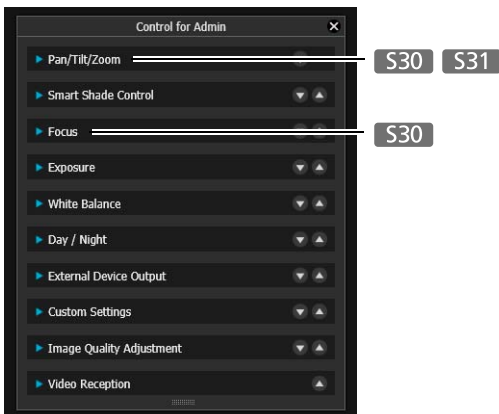 Control for Admin
Pan/Tilt/Zoom S30 S31
Smart Shade Control
Focus S30
Exposure
White Balance
Day / Night
External Device Output
Custom Settings
Image Quality Adjustment
Video Reception